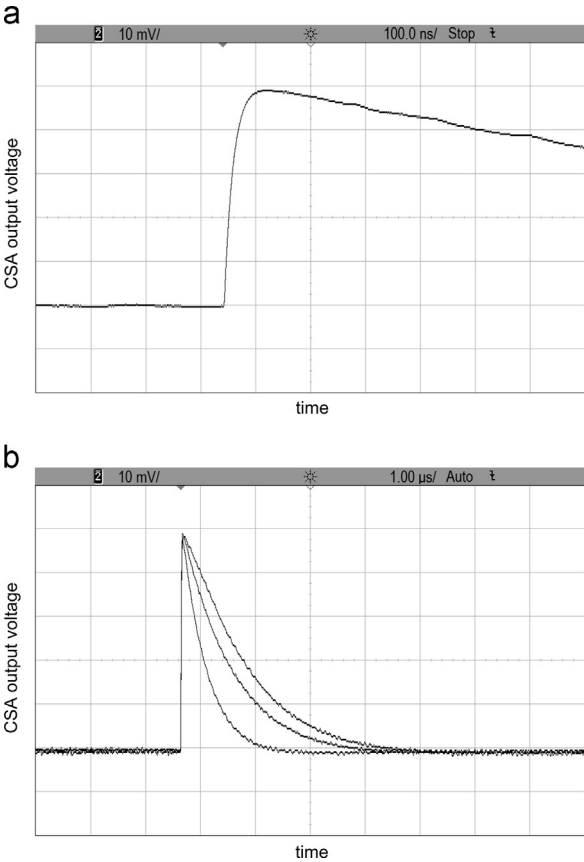 a
2 10 mV/ 100.0 ns/ Stop
CSA output voltage
time
b
2 10 mV/ 1.00 µs/ Auto
CSA output voltage
time